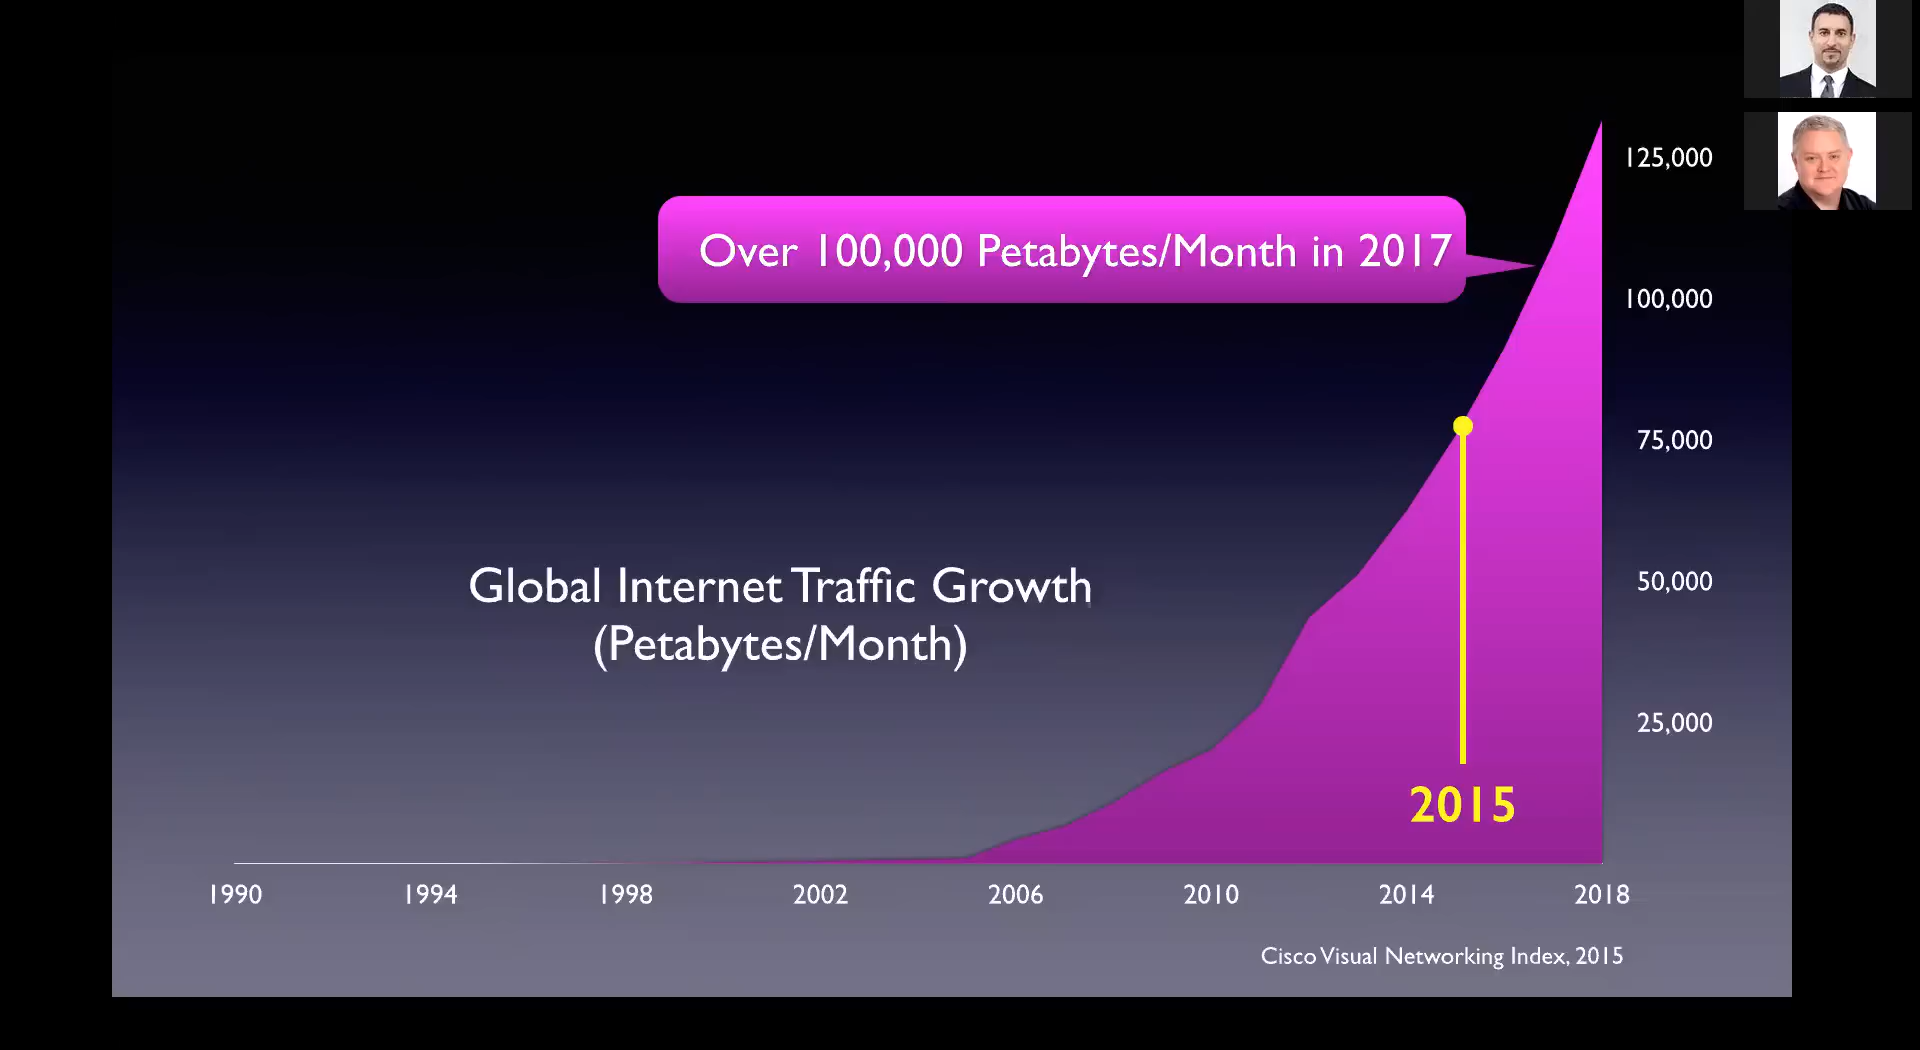 125,000
Over 100,000 Petabytes/Month in 2017
100,000
75,000
Global Internet Traffic Growth
(Petabytes/Month)
50,000
25,000
2015
1990 1994 1998 2002 2006 2010 2014 2018
Cisco Visual Networking Index, 2015